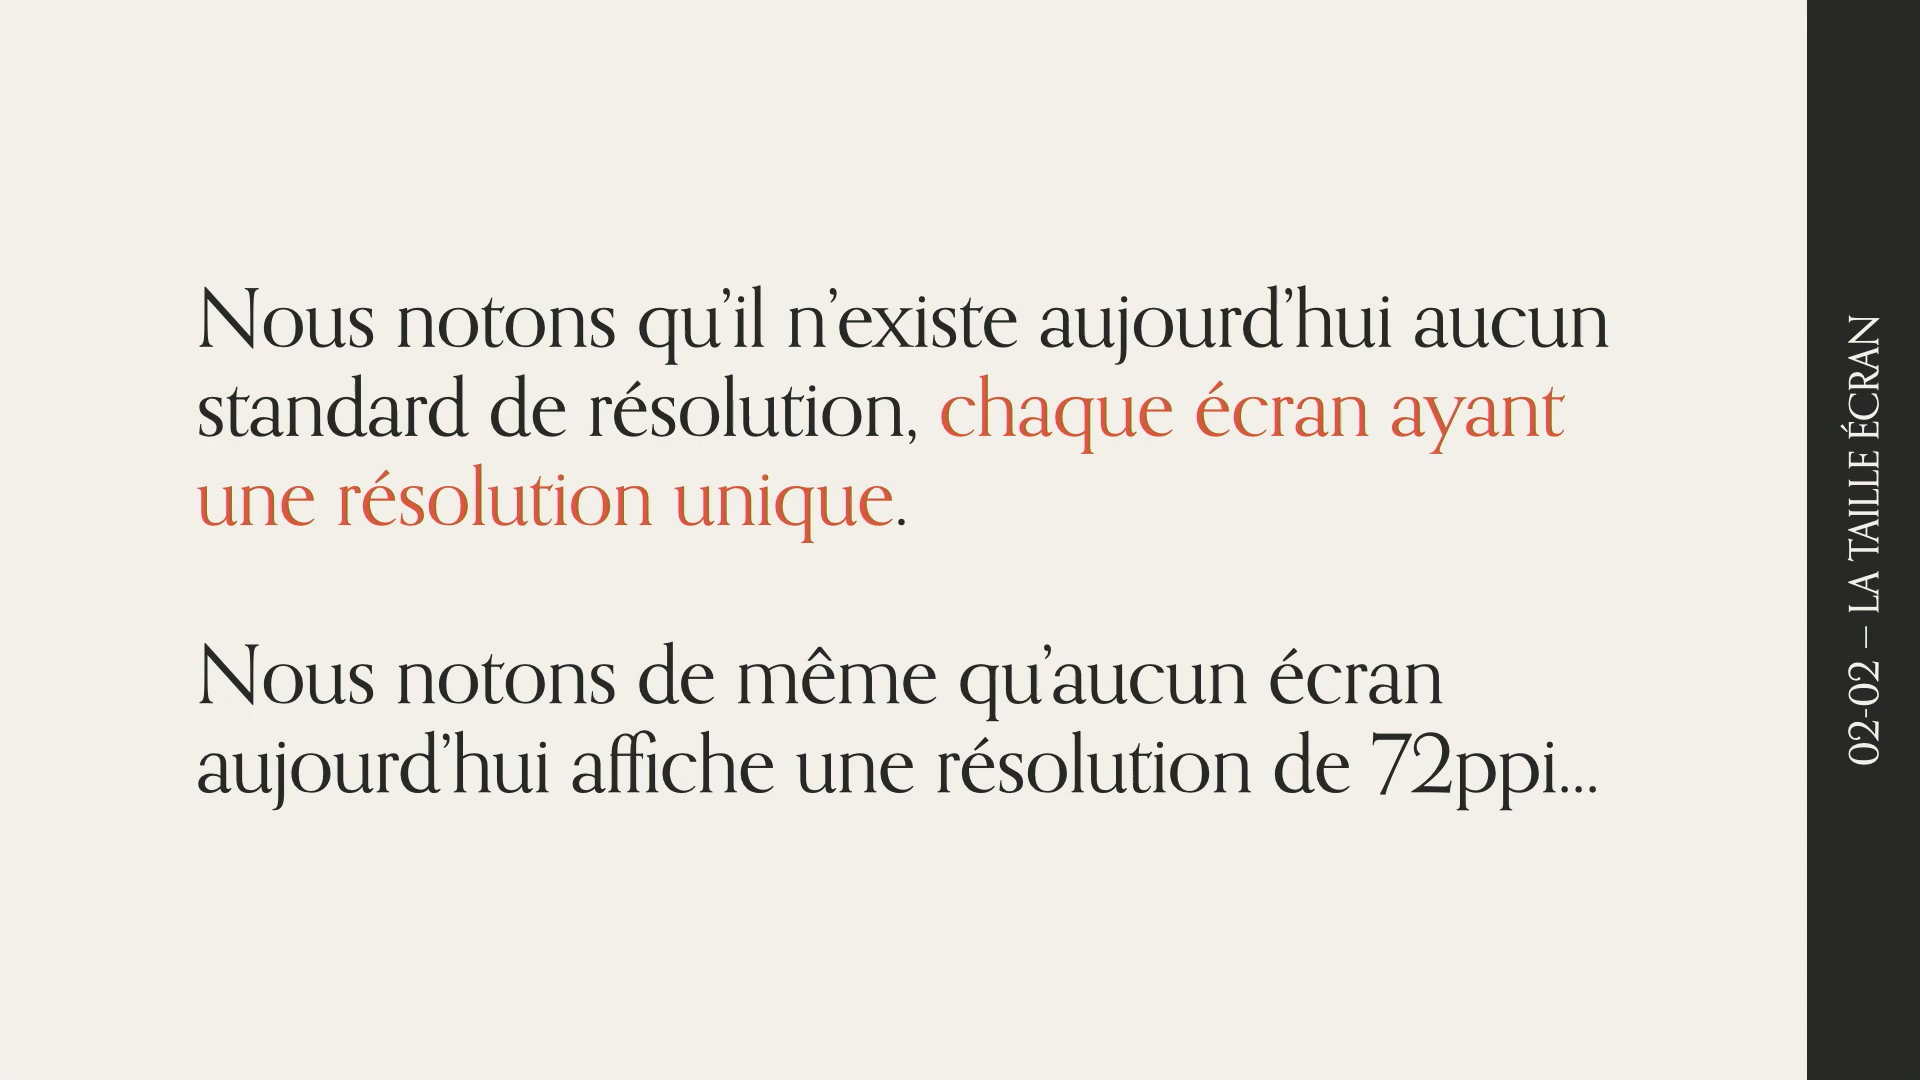 Nous notons qu’il n’existe aujourd’hui aucun
standard de résolution, chaque écran ayant
une résolution unique.
Nous notons de même qu’aucun écran
aujourd’hui affiche une résolution de 72ppi...
02-02 – LA TAILLE ÉCRAN